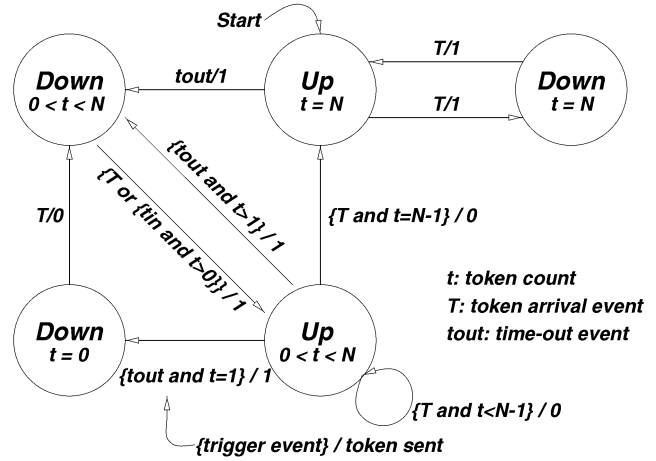 Start
Down
0 < t < N
tout/1
Up
t = N
T/1
T/1
Down
t = N
{tout and t>1} / 1
{T or {tin and t>0}} / 1
T/0
{T and t=N-1} / 0
t: token count
T: token arrival event
tout: time-out event
Down
t = 0
Up
0 < t < N
{tout and t=1} / 1
{T and t<N-1} / 0
{trigger event} / token sent